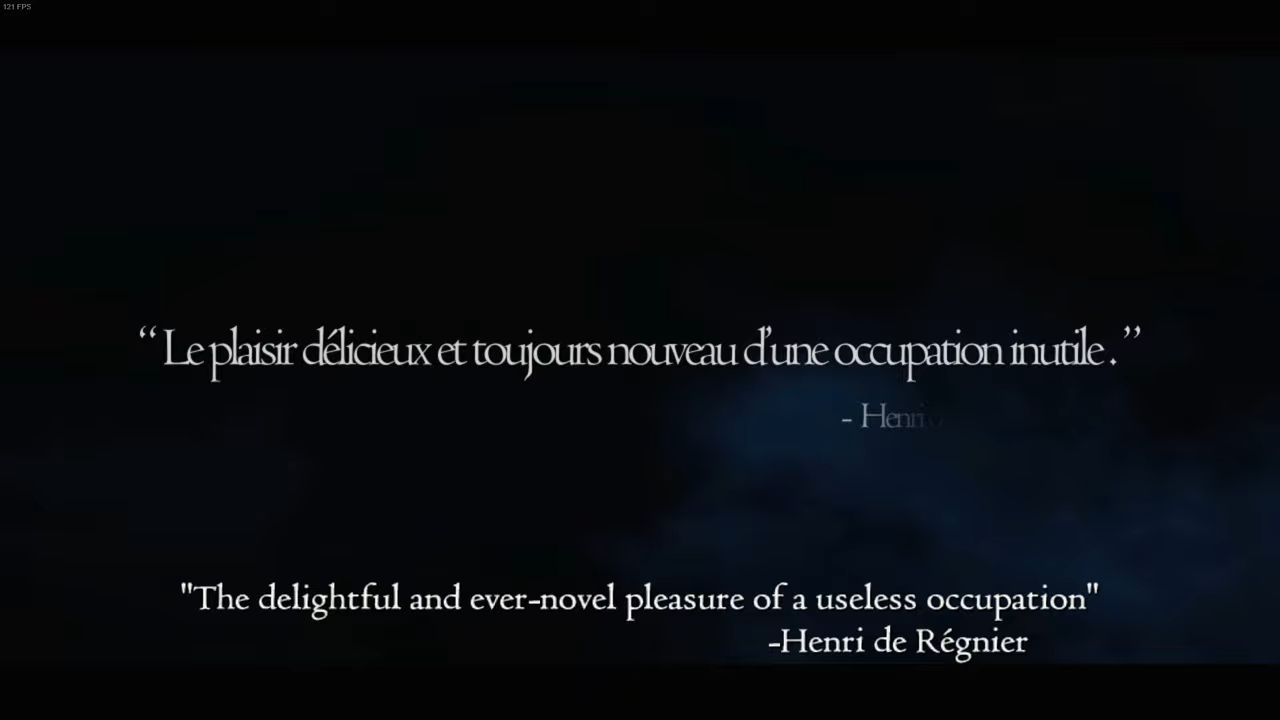 121 FPS
“ Le plaisir délicieux et toujours nouveau d’une occupation inutile . ”
- Henri
"The delightful and ever-novel pleasure of a useless occupation"
-Henri de Régnier